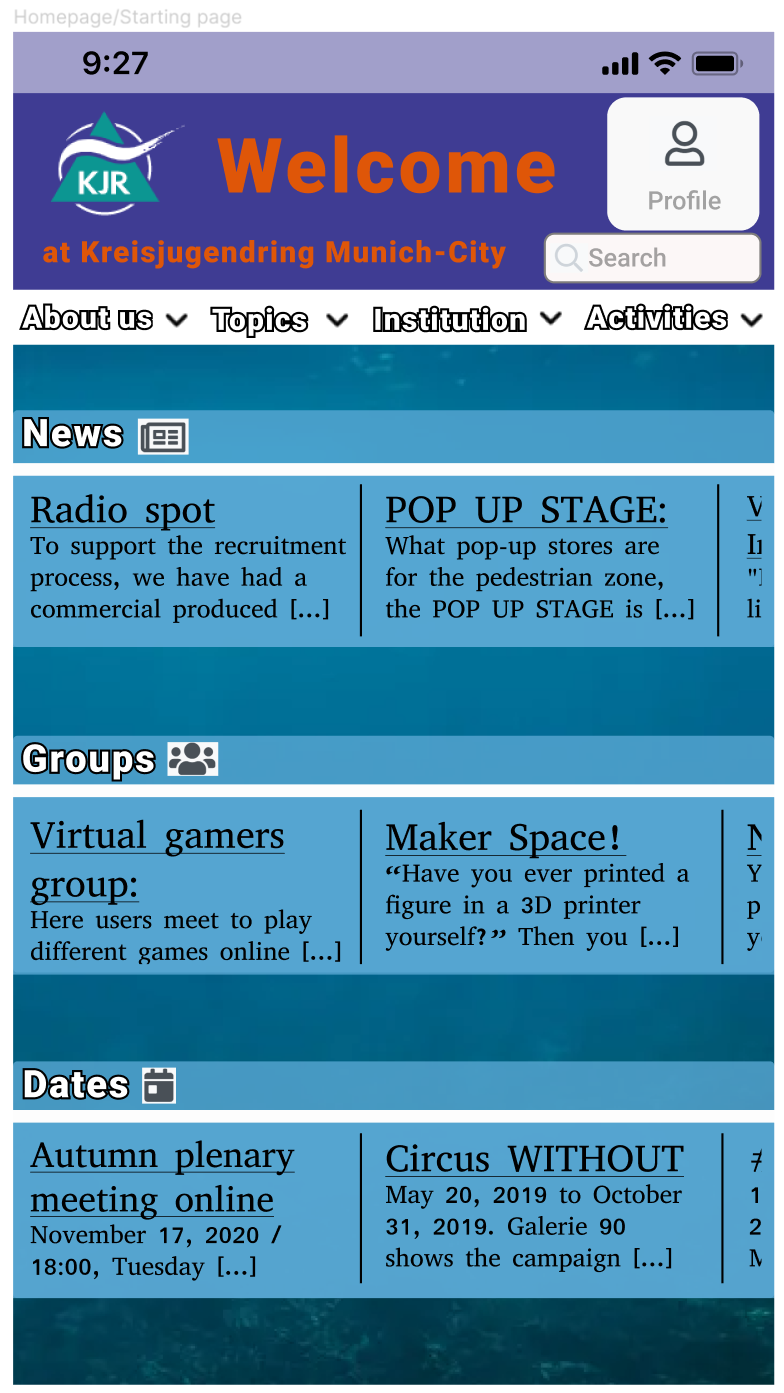 Homepage/Starting page
9:27
KJR
Welcome
Profile
at Kreisjugendring Munich-City
Search
About us
Topics
Institution
Activities
News
Radio spot
To support the recruitment
process, we have had a
commercial produced [...]
POP UP STAGE:
What pop-up stores are
for the pedestrian zone,
the POP UP STAGE is [...]
li
Groups
Virtual gamers
group:
Here users meet to play
different games online [...]
Maker Space!
“Have you ever printed a
figure in a 3D printer
yourself?” Then you [...]
N
Y
p
y
Dates
Autumn plenary
meeting online
November 17, 2020 /
18:00, Tuesday [...]
Circus WITHOUT
May 20, 2019 to October
31, 2019. Galerie 90
shows the campaign [...]
1
2
M